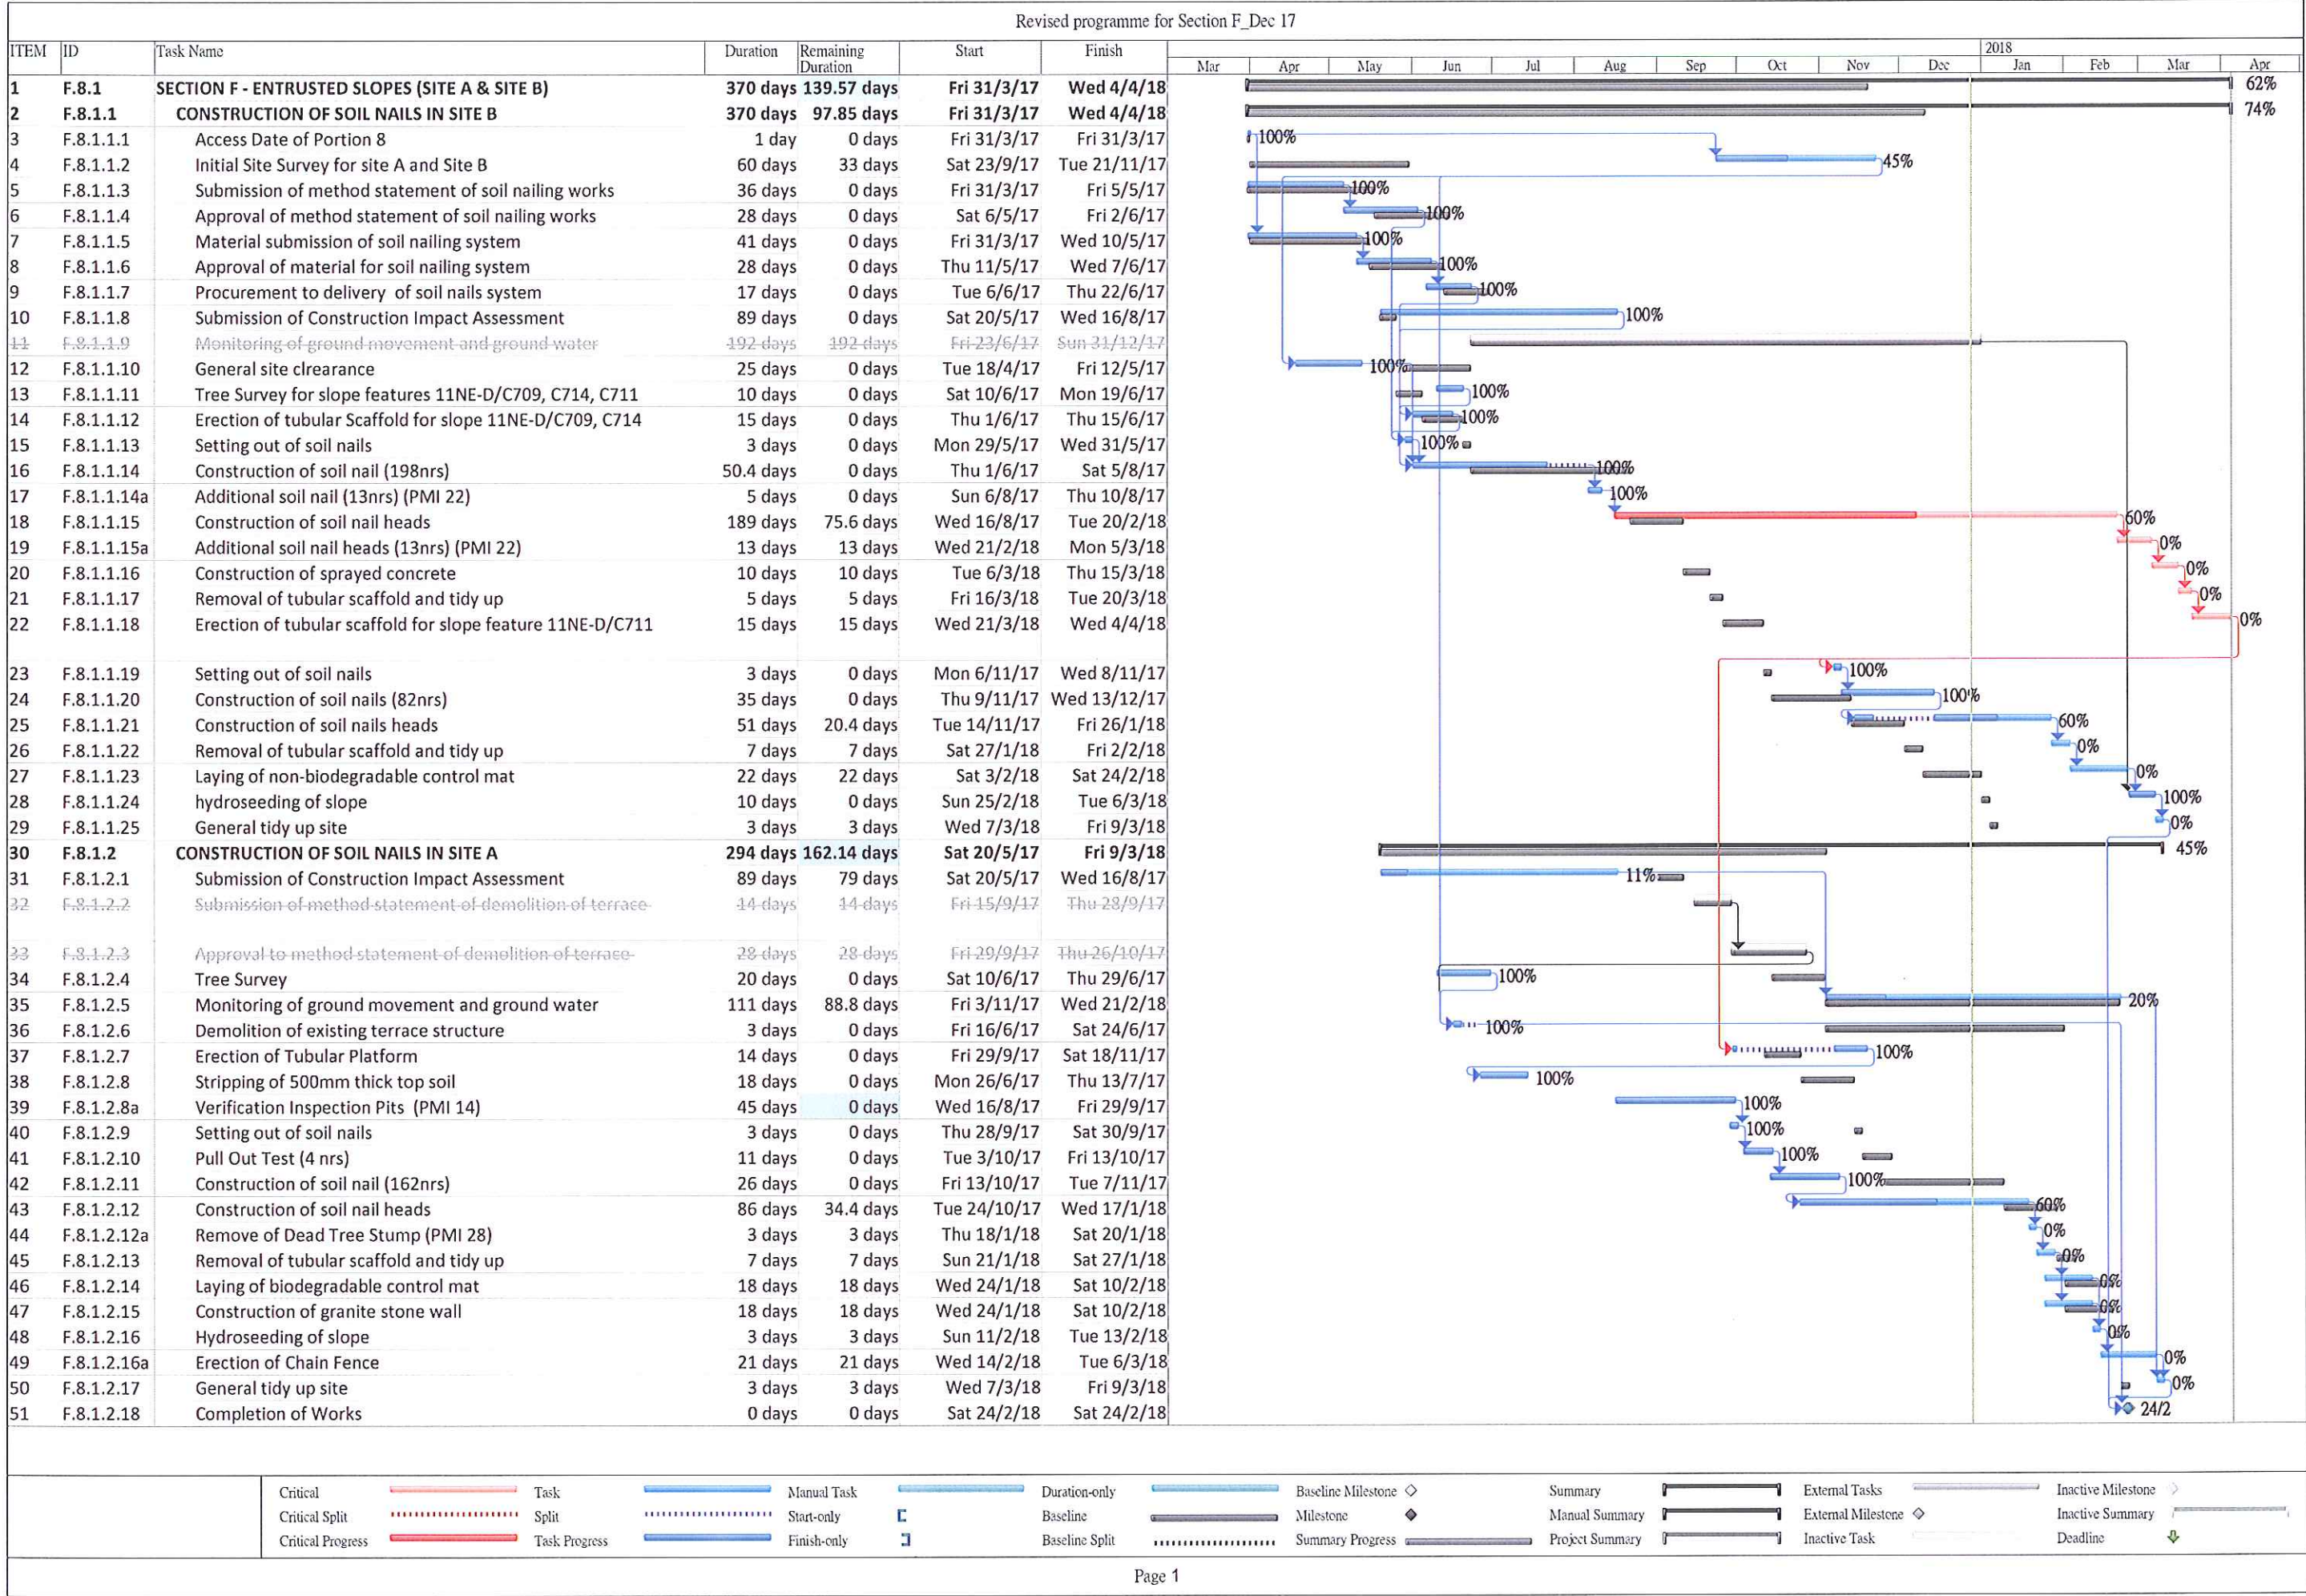 Revised programme for Section F_Dec 17
ITEM ID Task Name Duration Remaining Duration Start Finish
2018
Mar Apr May Jun Jul Aug Sep Oct Nov Dec Jan Feb Mar Apr
1 F.8.1 SECTION F - ENTRUSTED SLOPES (SITE A & SITE B) 370 days 139.57 days Fri 31/3/17 Wed 4/4/18 62%
2 F.8.1.1 CONSTRUCTION OF SOIL NAILS IN SITE B 370 days 97.85 days Fri 31/3/17 Wed 4/4/18 74%
3 F.8.1.1.1 Access Date of Portion 8 1 day 0 days Fri 31/3/17 Fri 31/3/17 100%
4 F.8.1.1.2 Initial Site Survey for site A and Site B 60 days 33 days Sat 23/9/17 Tue 21/11/17 45%
5 F.8.1.1.3 Submission of method statement of soil nailing works 36 days 0 days Fri 31/3/17 Fri 5/5/17 100%
6 F.8.1.1.4 Approval of method statement of soil nailing works 28 days 0 days Sat 6/5/17 Fri 2/6/17 100%
7 F.8.1.1.5 Material submission of soil nailing system 41 days 0 days Fri 31/3/17 Wed 10/5/17 100%
8 F.8.1.1.6 Approval of material for soil nailing system 28 days 0 days Thu 11/5/17 Wed 7/6/17 100%
9 F.8.1.1.7 Procurement to delivery of soil nails system 17 days 0 days Tue 6/6/17 Thu 22/6/17 100%
10 F.8.1.1.8 Submission of Construction Impact Assessment 89 days 0 days Sat 20/5/17 Wed 16/8/17 100%
11 F.8.1.1.9 Monitoring of ground movement and ground water 192 days 192 days Fri 23/6/17 Sun 31/12/17
12 F.8.1.1.10 General site clrearance 25 days 0 days Tue 18/4/17 Fri 12/5/17 100%
13 F.8.1.1.11 Tree Survey for slope features 11NE-D/C709, C714, C711 10 days 0 days Sat 10/6/17 Mon 19/6/17 100%
14 F.8.1.1.12 Erection of tubular Scaffold for slope 11NE-D/C709, C714 15 days 0 days Thu 1/6/17 Thu 15/6/17 100%
15 F.8.1.1.13 Setting out of soil nails 3 days 0 days Mon 29/5/17 Wed 31/5/17 100%
16 F.8.1.1.14 Construction of soil nail (198nrs) 50.4 days 0 days Thu 1/6/17 Sat 5/8/17 100%
17 F.8.1.1.14a Additional soil nail (13nrs) (PMI 22) 5 days 0 days Sun 6/8/17 Thu 10/8/17 100%
18 F.8.1.1.15 Construction of soil nail heads 189 days 75.6 days Wed 16/8/17 Tue 20/2/18 60%
19 F.8.1.1.15a Additional soil nail heads (13nrs) (PMI 22) 13 days 13 days Wed 21/2/18 Mon 5/3/18 0%
20 F.8.1.1.16 Construction of sprayed concrete 10 days 10 days Tue 6/3/18 Thu 15/3/18 0%
21 F.8.1.1.17 Removal of tubular scaffold and tidy up 5 days 5 days Fri 16/3/18 Tue 20/3/18 0%
22 F.8.1.1.18 Erection of tubular scaffold for slope feature 11NE-D/C711 15 days 15 days Wed 21/3/18 Wed 4/4/18 0%
23 F.8.1.1.19 Setting out of soil nails 3 days 0 days Mon 6/11/17 Wed 8/11/17 100%
24 F.8.1.1.20 Construction of soil nails (82nrs) 35 days 0 days Thu 9/11/17 Wed 13/12/17 100%
25 F.8.1.1.21 Construction of soil nails heads 51 days 20.4 days Tue 14/11/17 Fri 26/1/18 60%
26 F.8.1.1.22 Removal of tubular scaffold and tidy up 7 days 7 days Sat 27/1/18 Fri 2/2/18 0%
27 F.8.1.1.23 Laying of non-biodegradable control mat 22 days 22 days Sat 3/2/18 Sat 24/2/18 0%
28 F.8.1.1.24 hydroseeding of slope 10 days 0 days Sun 25/2/18 Tue 6/3/18 100%
29 F.8.1.1.25 General tidy up site 3 days 3 days Wed 7/3/18 Fri 9/3/18 0%
30 F.8.1.2 CONSTRUCTION OF SOIL NAILS IN SITE A 294 days 162.14 days Sat 20/5/17 Fri 9/3/18 45%
31 F.8.1.2.1 Submission of Construction Impact Assessment 89 days 79 days Sat 20/5/17 Wed 16/8/17 11%
32 F.8.1.2.2 Submission of method statement of demolition of terrace 14 days 14 days Fri 15/9/17 Thu 28/9/17
33 F.8.1.2.3 Approval to method statement of demolition of terrace 28 days 28 days Fri 29/9/17 Thu 26/10/17
34 F.8.1.2.4 Tree Survey 20 days 0 days Sat 10/6/17 Thu 29/6/17 100%
35 F.8.1.2.5 Monitoring of ground movement and ground water 111 days 88.8 days Fri 3/11/17 Wed 21/2/18 20%
36 F.8.1.2.6 Demolition of existing terrace structure 3 days 0 days Fri 16/6/17 Sat 24/6/17 100%
37 F.8.1.2.7 Erection of Tubular Platform 14 days 0 days Fri 29/9/17 Sat 18/11/17 100%
38 F.8.1.2.8 Stripping of 500mm thick top soil 18 days 0 days Mon 26/6/17 Thu 13/7/17 100%
39 F.8.1.2.8a Verification Inspection Pits (PMI 14) 45 days 0 days Wed 16/8/17 Fri 29/9/17 100%
40 F.8.1.2.9 Setting out of soil nails 3 days 0 days Thu 28/9/17 Sat 30/9/17 100%
41 F.8.1.2.10 Pull Out Test (4 nrs) 11 days 0 days Tue 3/10/17 Fri 13/10/17 100%
42 F.8.1.2.11 Construction of soil nail (162nrs) 26 days 0 days Fri 13/10/17 Tue 7/11/17 100%
43 F.8.1.2.12 Construction of soil nail heads 86 days 34.4 days Tue 24/10/17 Wed 17/1/18 60%
44 F.8.1.2.12a Remove of Dead Tree Stump (PMI 28) 3 days 3 days Thu 18/1/18 Sat 20/1/18 0%
45 F.8.1.2.13 Removal of tubular scaffold and tidy up 7 days 7 days Sun 21/1/18 Sat 27/1/18 0%
46 F.8.1.2.14 Laying of biodegradable control mat 18 days 18 days Wed 24/1/18 Sat 10/2/18 0%
47 F.8.1.2.15 Construction of granite stone wall 18 days 18 days Wed 24/1/18 Sat 10/2/18 0%
48 F.8.1.2.16 Hydroseeding of slope 3 days 3 days Sun 11/2/18 Tue 13/2/18 0%
49 F.8.1.2.16a Erection of Chain Fence 21 days 21 days Wed 14/2/18 Tue 6/3/18 0%
50 F.8.1.2.17 General tidy up site 3 days 3 days Wed 7/3/18 Fri 9/3/18 0%
51 F.8.1.2.18 Completion of Works 0 days 0 days Sat 24/2/18 Sat 24/2/18 24/2
Critical Task Manual Task Duration-only Baseline Milestone Summary External Tasks Inactive Milestone
Critical Split Split Start-only Baseline Milestone Manual Summary External Milestone Inactive Summary
Critical Progress Task Progress Finish-only Baseline Split Summary Progress Project Summary Inactive Task Deadline
Page 1